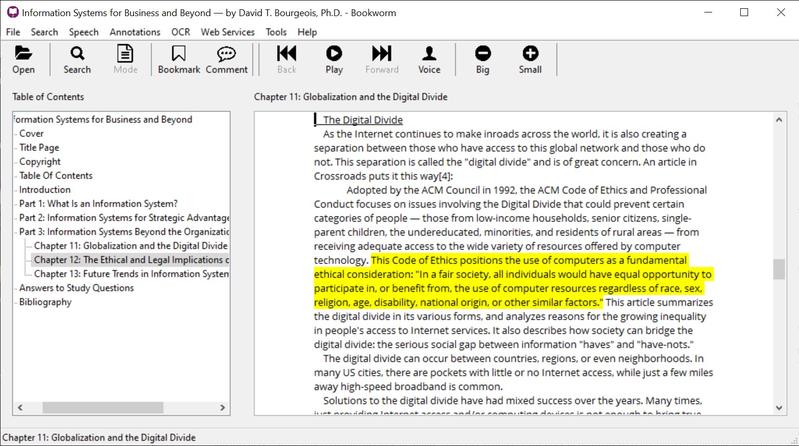 Information Systems for Business and Beyond — by David T. Bourgeois, Ph.D. - Bookworm
File Search Speech Annotations OCR Web Services Tools Help
Open Search Mode Bookmark Comment Back Play Forward Voice Big Small
Table of Contents
formation Systems for Business and Beyond
Cover
Title Page
Copyright
Table Of Contents
Introduction
Part 1: What Is an Information System?
Part 2: Information Systems for Strategic Advantage
Part 3: Information Systems Beyond the Organizatio
Chapter 11: Globalization and the Digital Divide
Chapter 12: The Ethical and Legal Implications o
Chapter 13: Future Trends in Information System
Answers to Study Questions
Bibliography
Chapter 11: Globalization and the Digital Divide
The Digital Divide
As the Internet continues to make inroads across the world, it is also creating a
separation between those who have access to this global network and those who do
not. This separation is called the "digital divide" and is of great concern. An article in
Crossroads puts it this way[4]:
Adopted by the ACM Council in 1992, the ACM Code of Ethics and Professional
Conduct focuses on issues involving the Digital Divide that could prevent certain
categories of people — those from low-income households, senior citizens, single-
parent children, the undereducated, minorities, and residents of rural areas — from
receiving adequate access to the wide variety of resources offered by computer
technology. This Code of Ethics positions the use of computers as a fundamental
ethical consideration: "In a fair society, all individuals would have equal opportunity to
participate in, or benefit from, the use of computer resources regardless of race, sex,
religion, age, disability, national origin, or other similar factors." This article summarizes
the digital divide in its various forms, and analyzes reasons for the growing inequality
in people's access to Internet services. It also describes how society can bridge the
digital divide: the serious social gap between information "haves" and "have-nots."
The digital divide can occur between countries, regions, or even neighborhoods. In
many US cities, there are pockets with little or no Internet access, while just a few miles
away high-speed broadband is common.
Solutions to the digital divide have had mixed success over the years. Many times,
just providing Internet access and/or computing devices is not enough to bring true
Chapter 11: Globalization and the Digital Divide